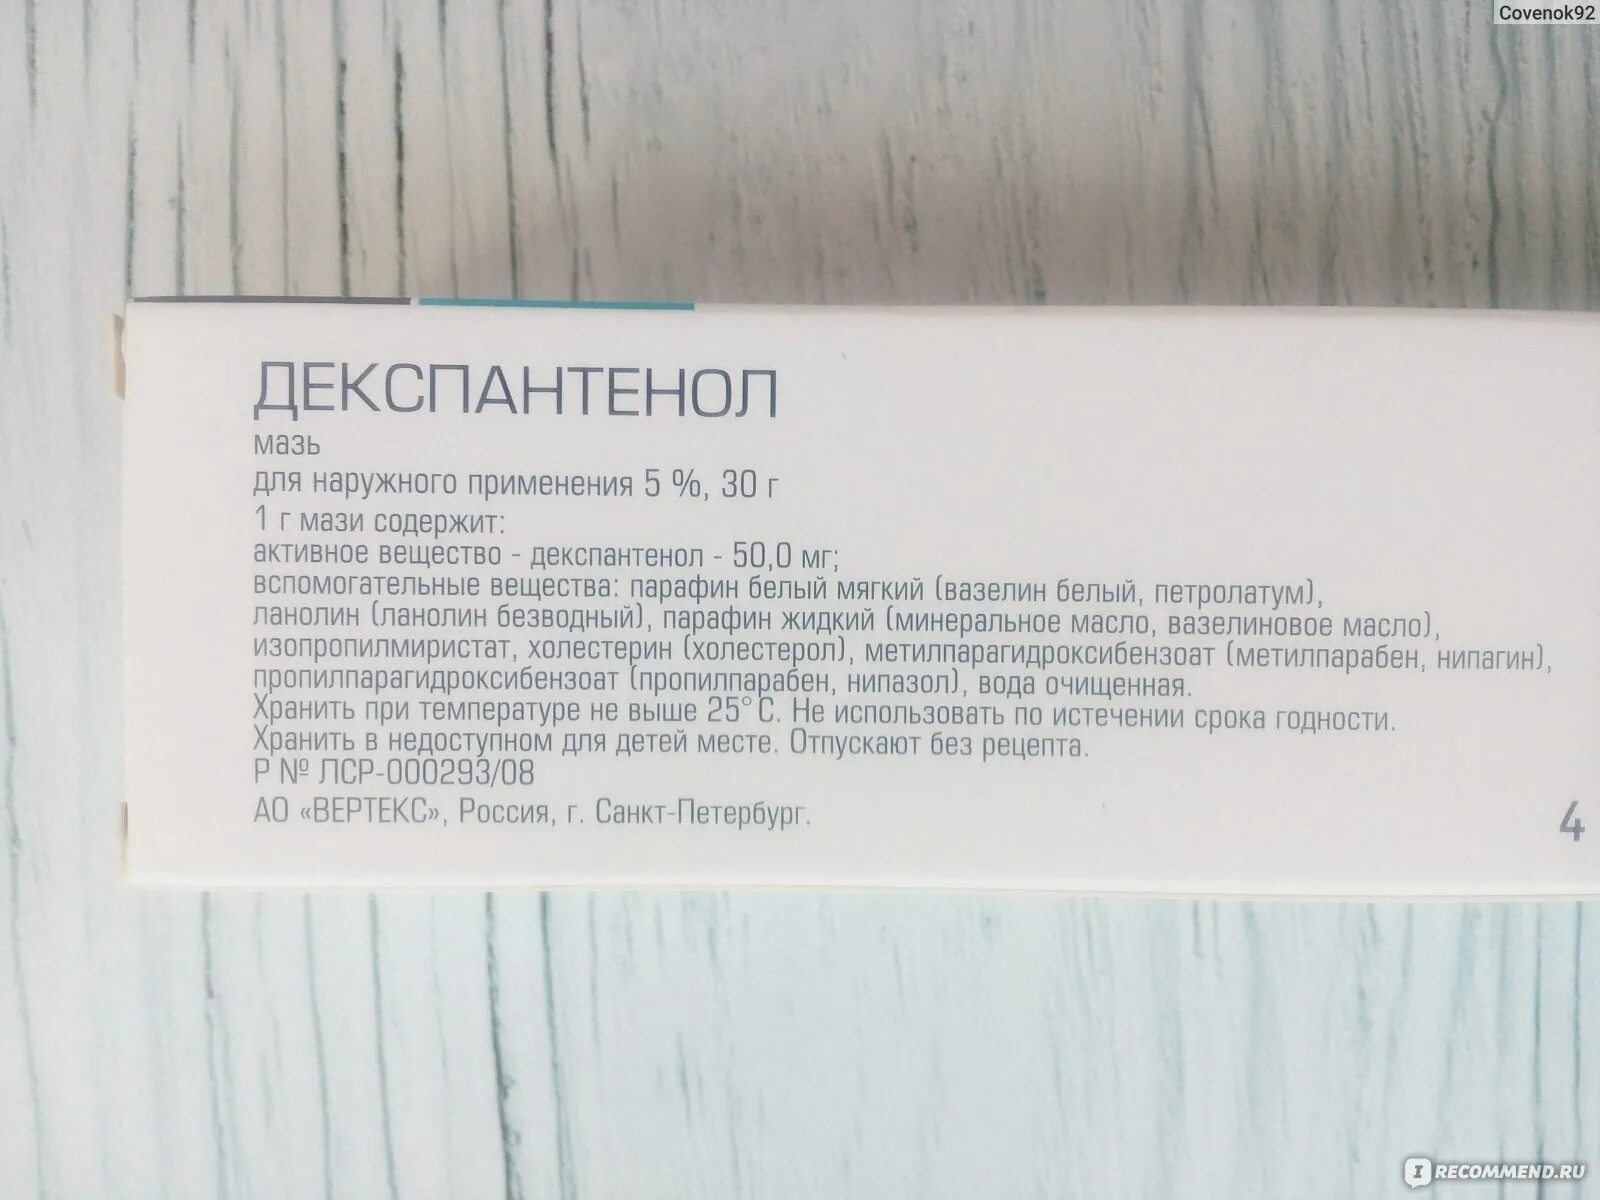 Covenok92
ДЕКСПАНТЕНОЛ
мазь
для наружного применения 5 %, 30 г
1 г мази содержит:
активное вещество - декспантенол - 50,0 мг;
вспомогательные вещества: парафин белый мягкий (вазелин белый, петролатум),
ланолин (ланолин безводный), парафин жидкий (минеральное масло, вазелиновое масло),
изопропилмиристат, холестерин (холестерол), метилпарагидроксибензоат (метилпарабен, нипагин),
пропилпарагидроксибензоат (пропилпарабен, нипазол), вода очищенная.
Хранить при температуре не выше 25°C. Не использовать по истечении срока годности.
Хранить в недоступном для детей месте. Отпускают без рецепта.
Р № ЛСР-000293/08
АО «ВЕРТЕКС», Россия, г. Санкт-Петербург.
4
IRECOMMEND.RU